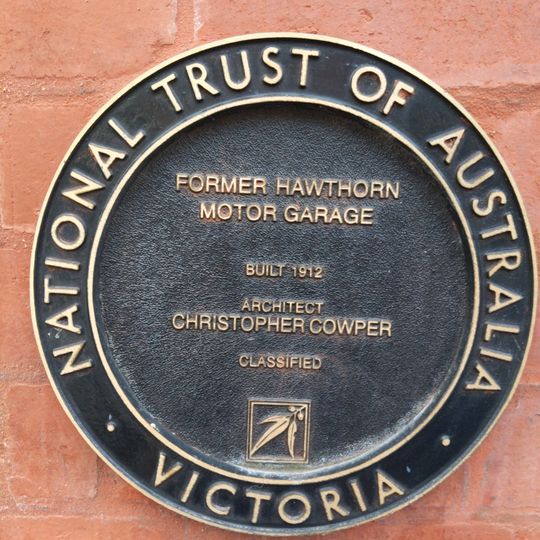 NATIONAL TRUST OF AUSTRALIA
FORMER HAWTHORN
MOTOR GARAGE
BUILT 1912
ARCHITECT
CHRISTOPHER COWPER
CLASSIFIED
· VICTORIA ·